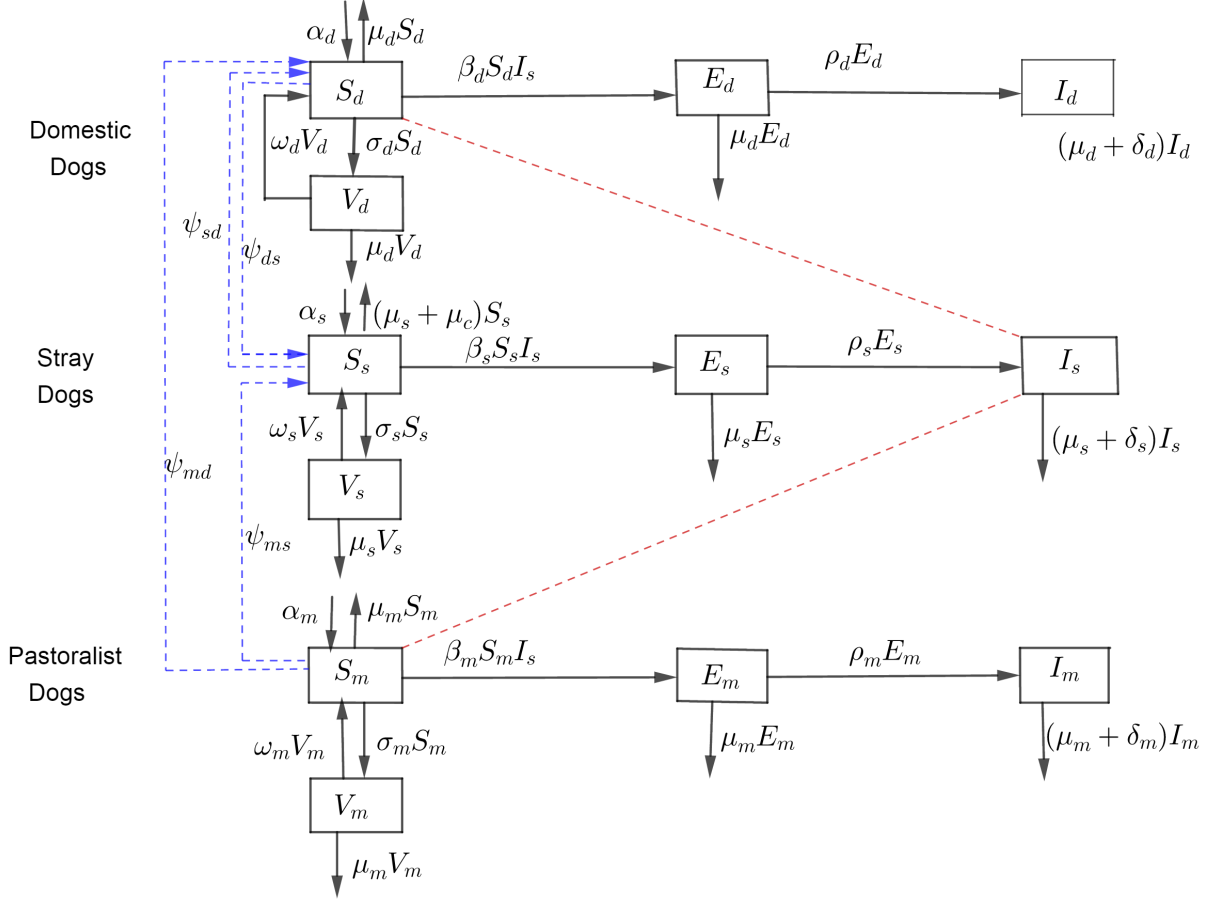 α_d
μ_d S_d
β_d S_d I_s
ρ_d E_d
S_d
E_d
I_d
Domestic
Dogs
ω_d V_d
σ_d S_d
μ_d E_d
(μ_d + δ_d)I_d
V_d
ψ_sd
ψ_ds
μ_d V_d
α_s
(μ_s + μ_c)S_s
β_s S_s I_s
ρ_s E_s
Stray
Dogs
S_s
E_s
I_s
ω_s V_s
σ_s S_s
μ_s E_s
(μ_s + δ_s)I_s
ψ_md
V_s
ψ_ms
μ_s V_s
α_m
μ_m S_m
β_m S_m I_s
ρ_m E_m
Pastoralist
Dogs
S_m
E_m
I_m
ω_m V_m
σ_m S_m
μ_m E_m
(μ_m + δ_m)I_m
V_m
μ_m V_m